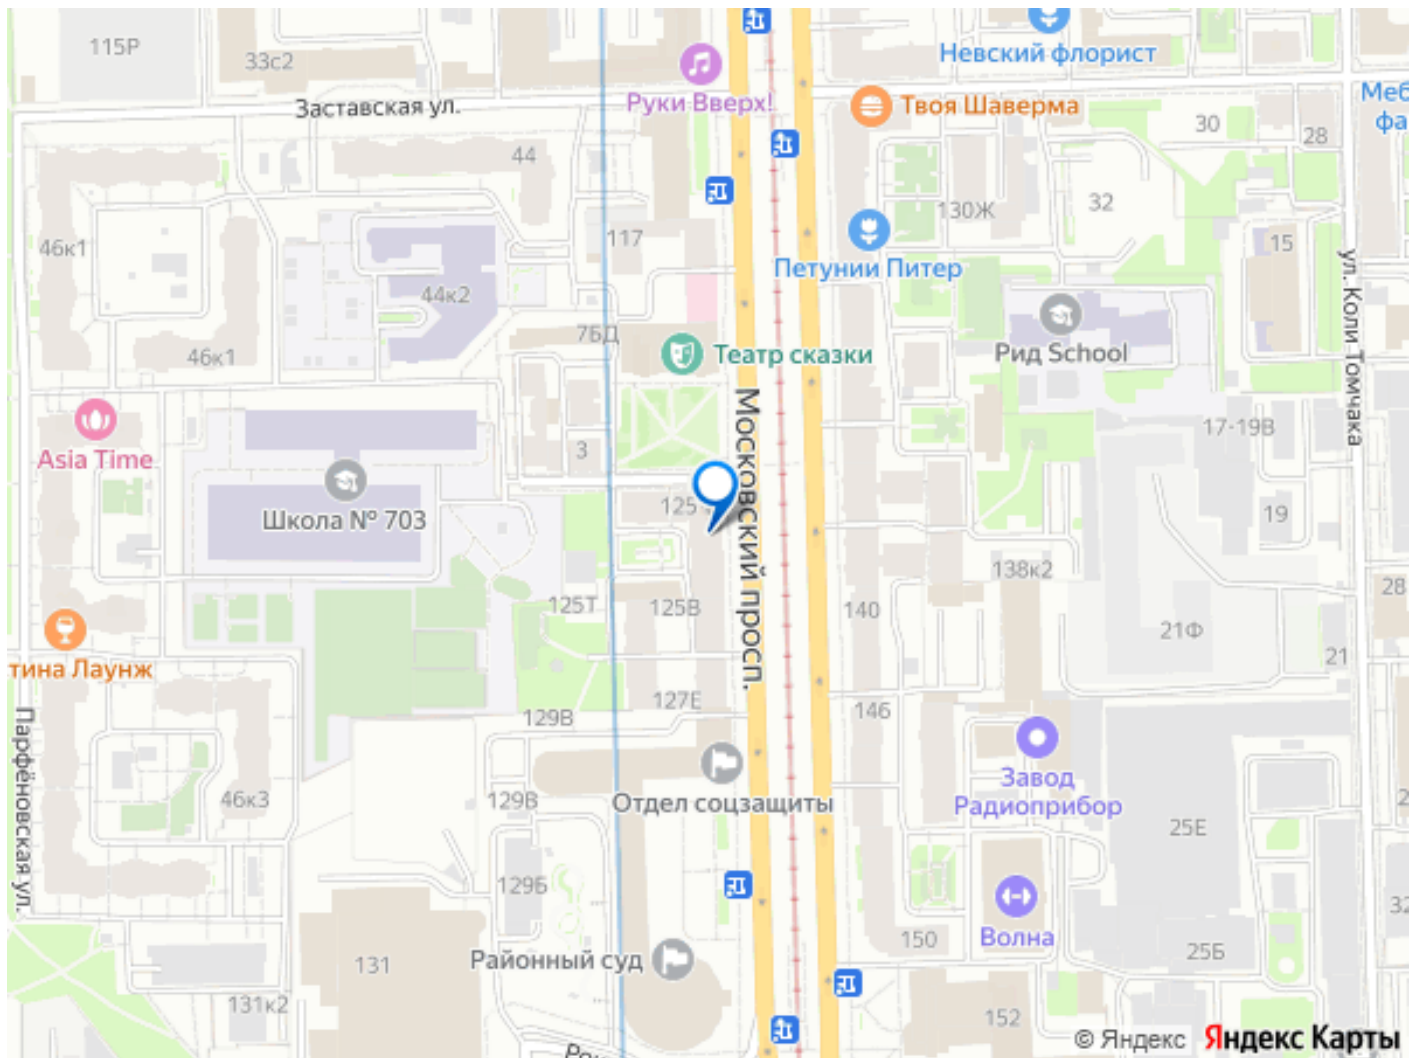 115Р
33с2
Руки Вверх!
Невский флорист
Заставская ул.
Твоя Шаверма
Меб
фа
30
28
44
32
130Ж
46к1
117
15
Петунии Питер
44к2
ул. Коли Томчака
7БД
46к1
Театр сказки
Рид School
Московский просп.
Asia Time
3
17-19В
Школа № 703
125
19
138к2
28
125Т
125В
140
21Ф
21
тина Лаунж
127Е
129В
146
Парфёновская ул.
46к3
129В
Отдел соцзащиты
Завод
Радиоприбор
25Е
2
129Б
32
131
Районный суд
150
Волна
25Б
131к2
152
© Яндекс Яндекс Карты